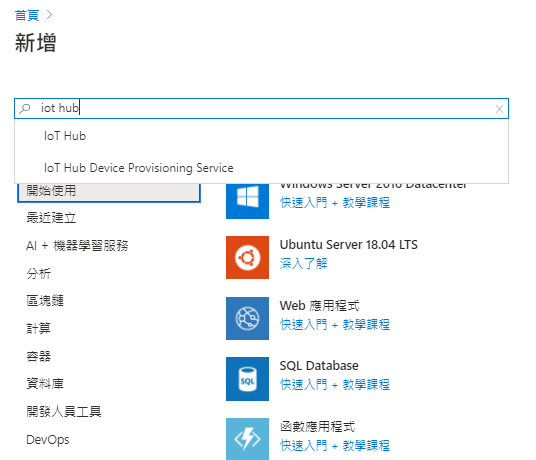 首頁
新增
iot hub
IoT Hub
IoT Hub Device Provisioning Service
開始使用
最近建立
AI + 機器學習服務
分析
區塊鏈
計算
容器
資料庫
開發人員工具
DevOps
Windows Server 2016 Datacenter
快速入門 + 教學課程
Ubuntu Server 18.04 LTS
深入了解
Web 應用程式
快速入門 + 教學課程
SQL
SQL Database
快速入門 + 教學課程
函數應用程式
快速入門 + 教學課程